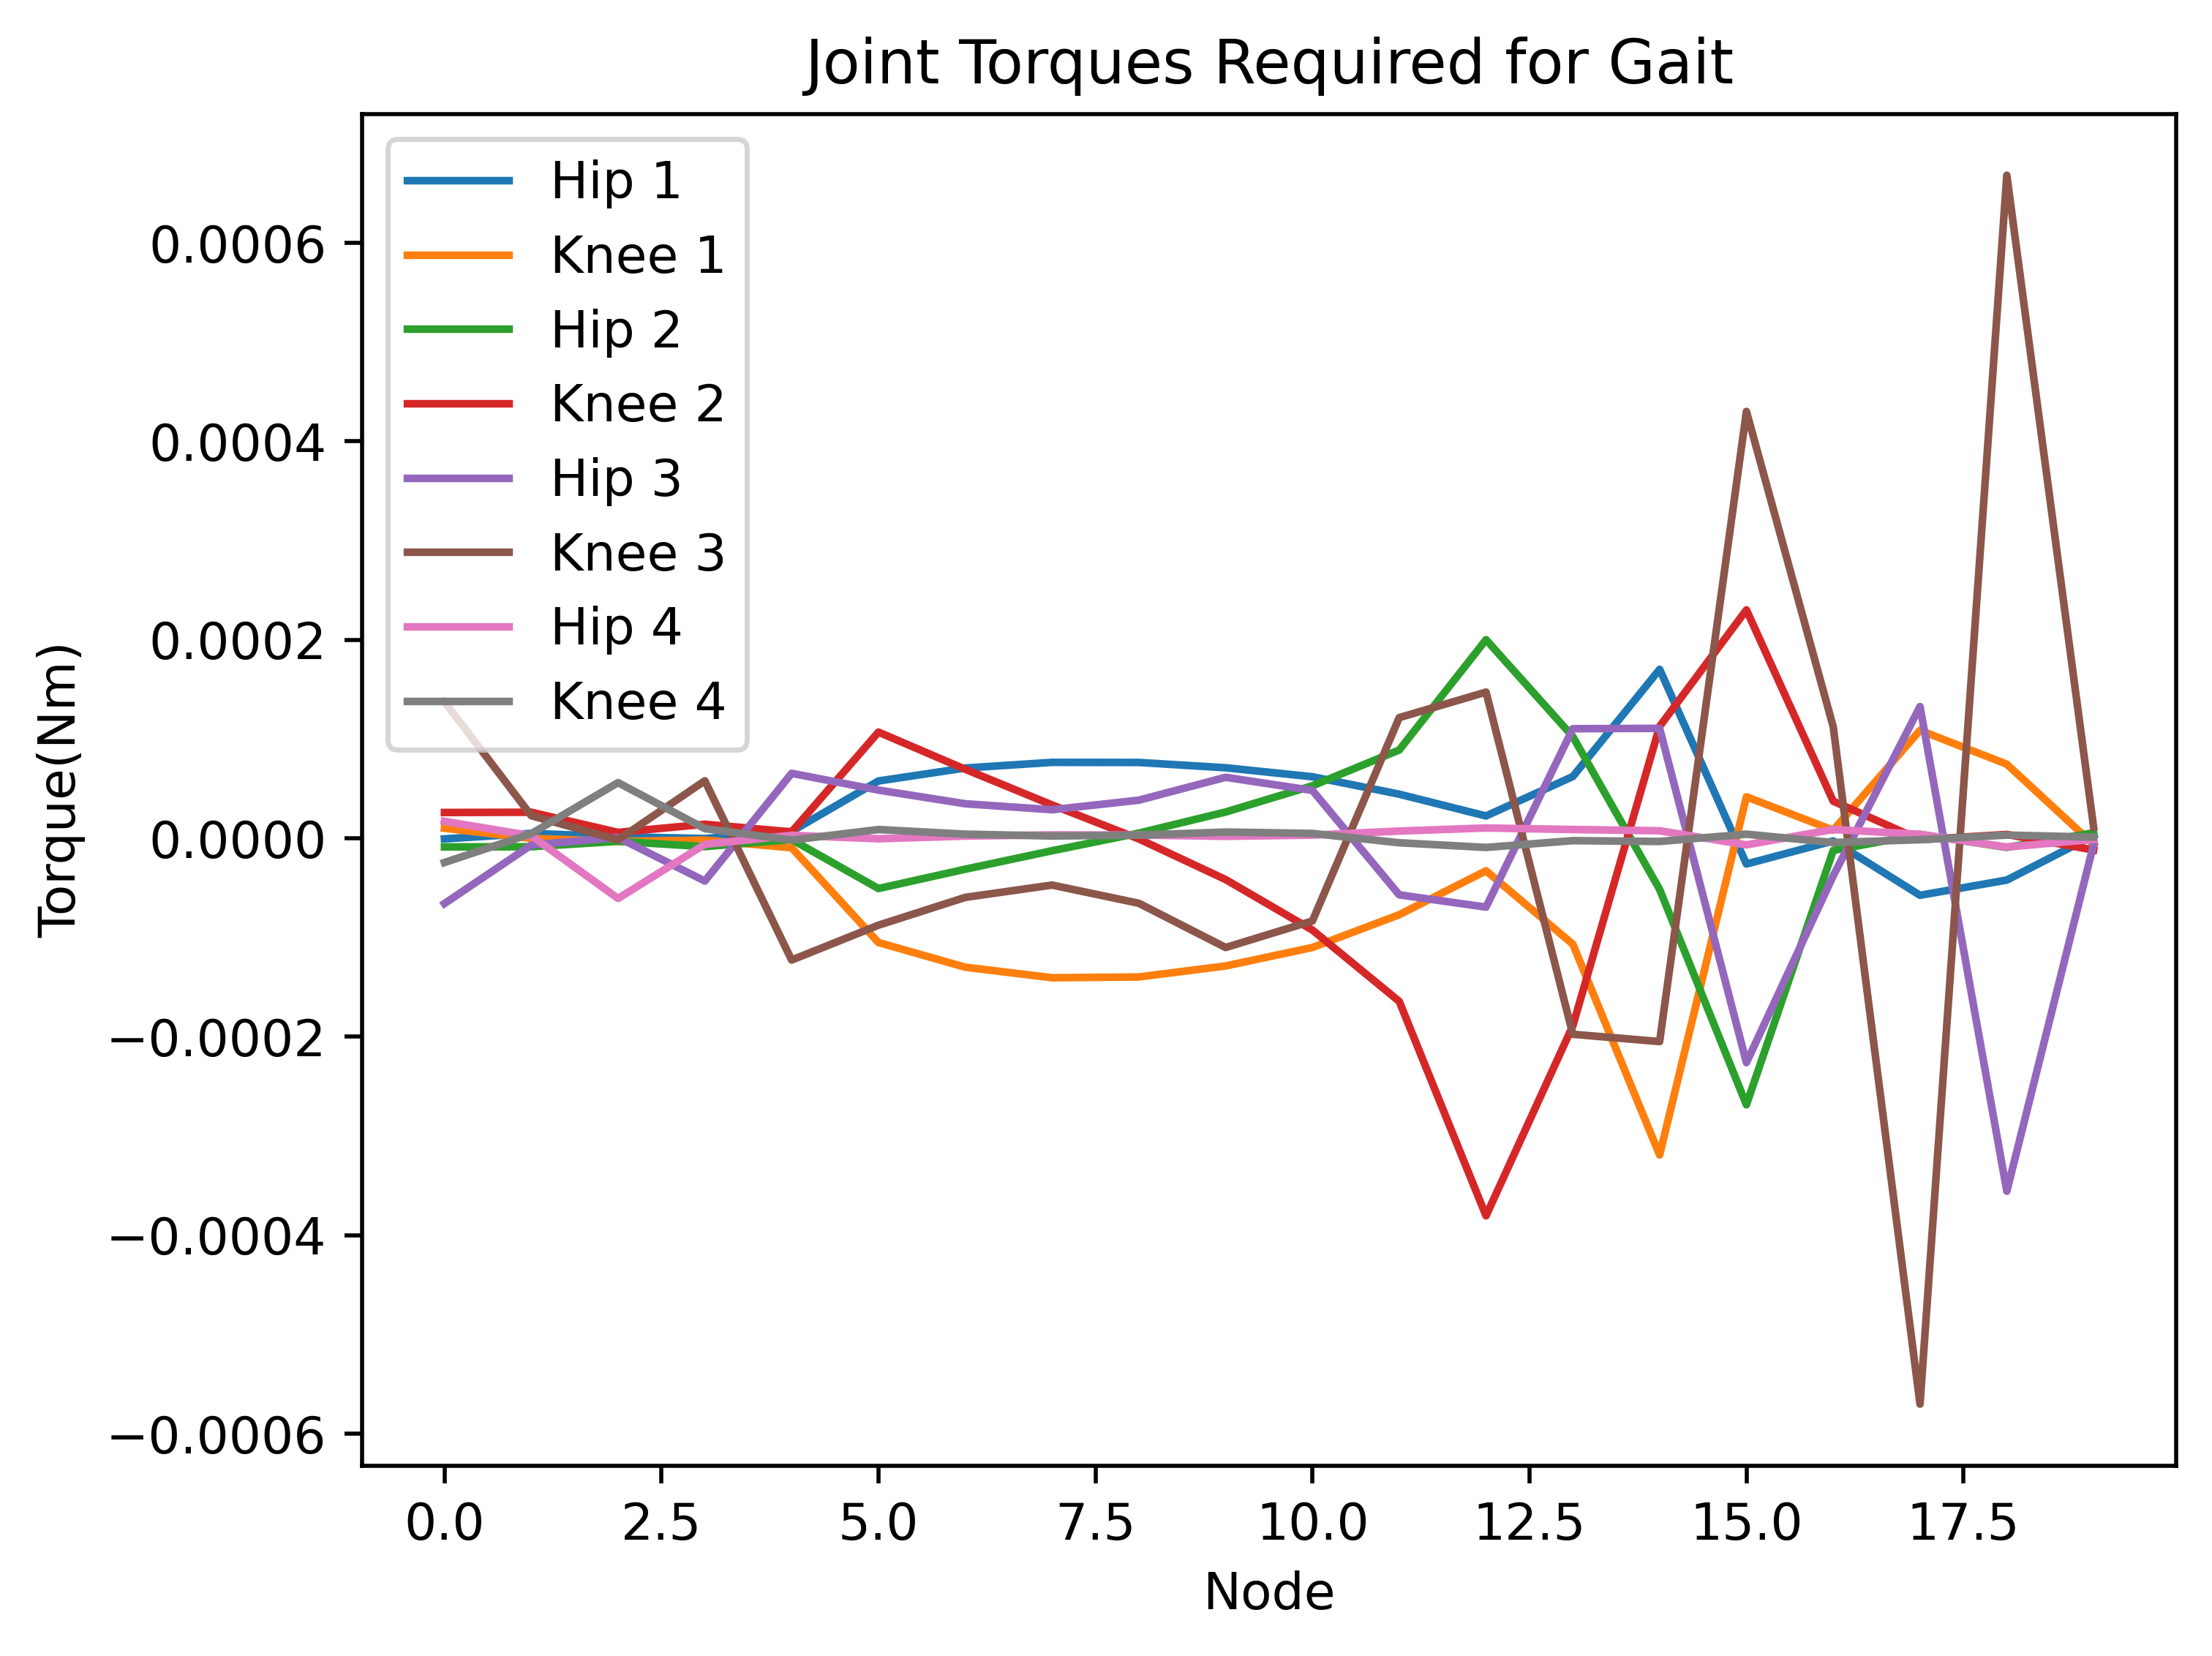 Joint Torques Required for Gait
Hip 1
Knee 1
Hip 2
Knee 2
Hip 3
Knee 3
Hip 4
Knee 4
0.0006
0.0004
0.0002
0.0000
−0.0002
−0.0004
−0.0006
Torque(Nm)
0.0 2.5 5.0 7.5 10.0 12.5 15.0 17.5
Node